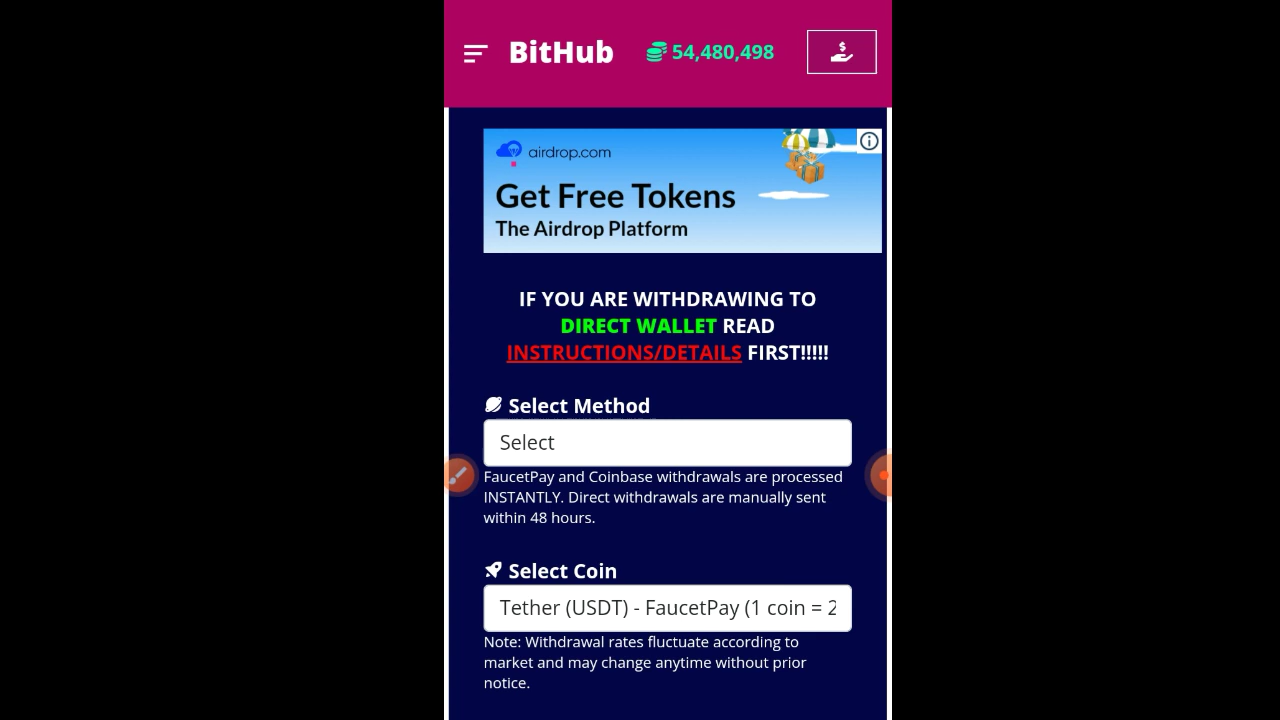 BitHub 54,480,498
airdrop.com
Get Free Tokens
The Airdrop Platform
IF YOU ARE WITHDRAWING TO
DIRECT WALLET READ
INSTRUCTIONS/DETAILS FIRST!!!!!
Select Method
Select
FaucetPay and Coinbase withdrawals are processed
INSTANTLY. Direct withdrawals are manually sent
within 48 hours.
Select Coin
Tether (USDT) - FaucetPay (1 coin = 2
Note: Withdrawal rates fluctuate according to
market and may change anytime without prior
notice.